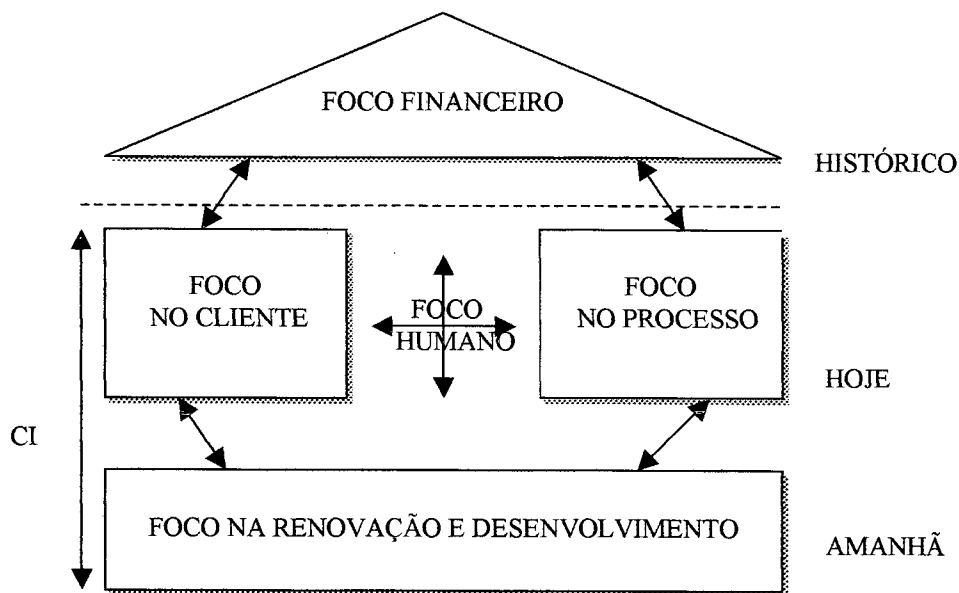 FOCO FINANCEIRO
HISTÓRICO
FOCO
NO CLIENTE
FOCO
HUMANO
FOCO
NO PROCESSO
HOJE
CI
FOCO NA RENOVAÇÃO E DESENVOLVIMENTO
AMANHÃ